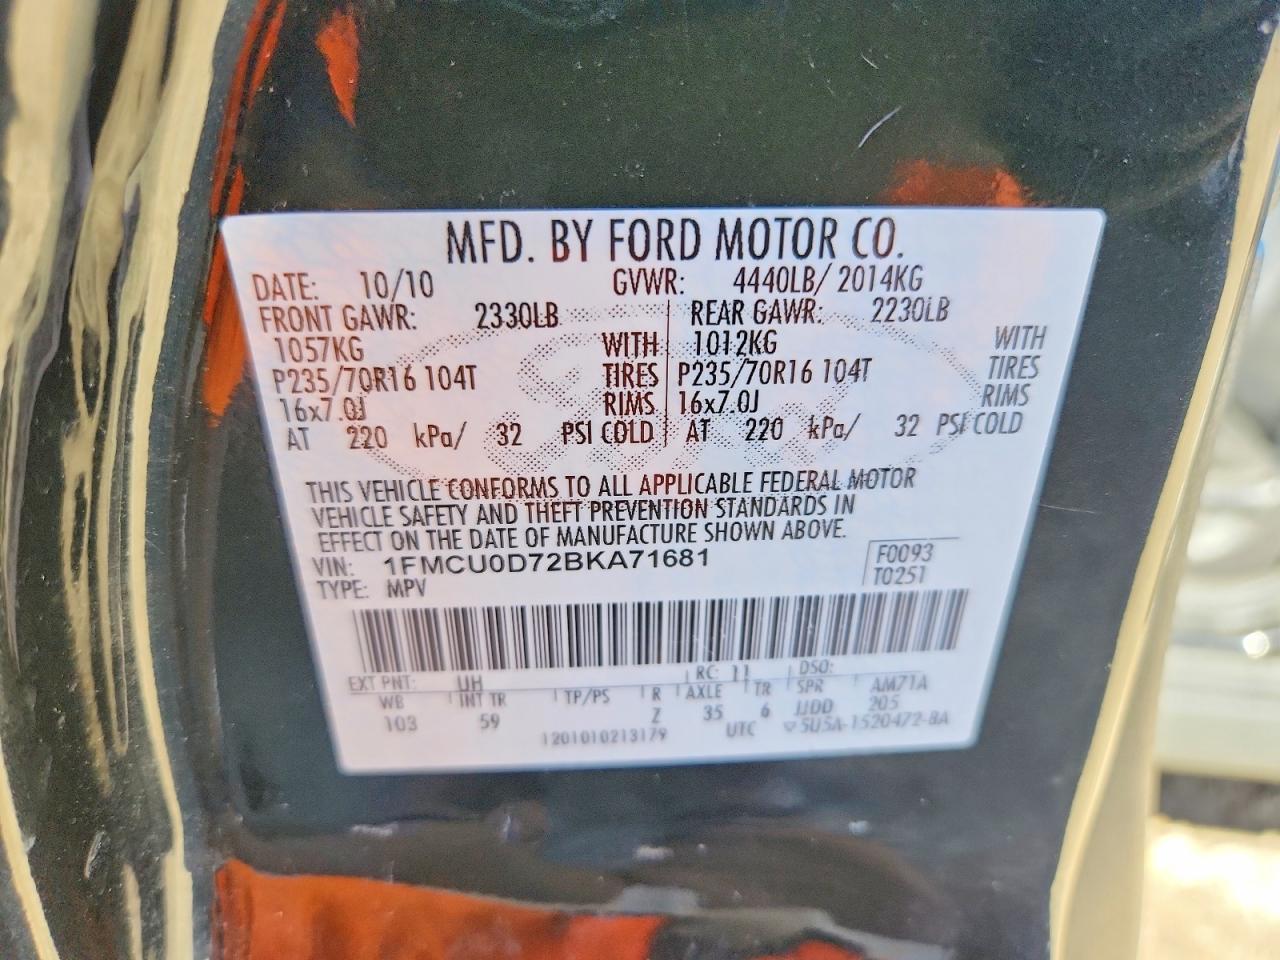 MFD. BY FORD MOTOR CO.
DATE: 10/10 GVWR: 4440LB/ 2014KG
FRONT GAWR: 2330LB REAR GAWR: 2230LB
1057KG WITH 1012KG WITH
P235/70R16 104T TIRES P235/70R16 104T TIRES
16x7.0J RIMS 16x7.0J RIMS
AT 220 kPa/ 32 PSI COLD AT 220 kPa/ 32 PSI COLD
THIS VEHICLE CONFORMS TO ALL APPLICABLE FEDERAL MOTOR
VEHICLE SAFETY AND THEFT PREVENTION STANDARDS IN
EFFECT ON THE DATE OF MANUFACTURE SHOWN ABOVE.
VIN: 1FMCU0D72BKA71681 F0093
TYPE: MPV T0251
EXT PNT: UH RC: 11 DSO:
WB INT TR TP/PS R AXLE TR SPR AM71A
103 59 Z 35 6 JJDD 205
1201010213179 UTC ▽5U5A-1520472-BA